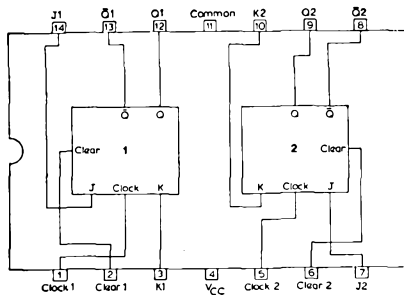 J1 Q̄1 Q1 Common K2 Q2 Q̄2
14 13 12 11 10 9 8
Q̄ Q Q Q̄
Clear 1 2 Clear
J Clock K K Clock J
1 2 3 4 5 6 7
Clock 1 Clear 1 K1 VCC Clock 2 Clear 2 J2